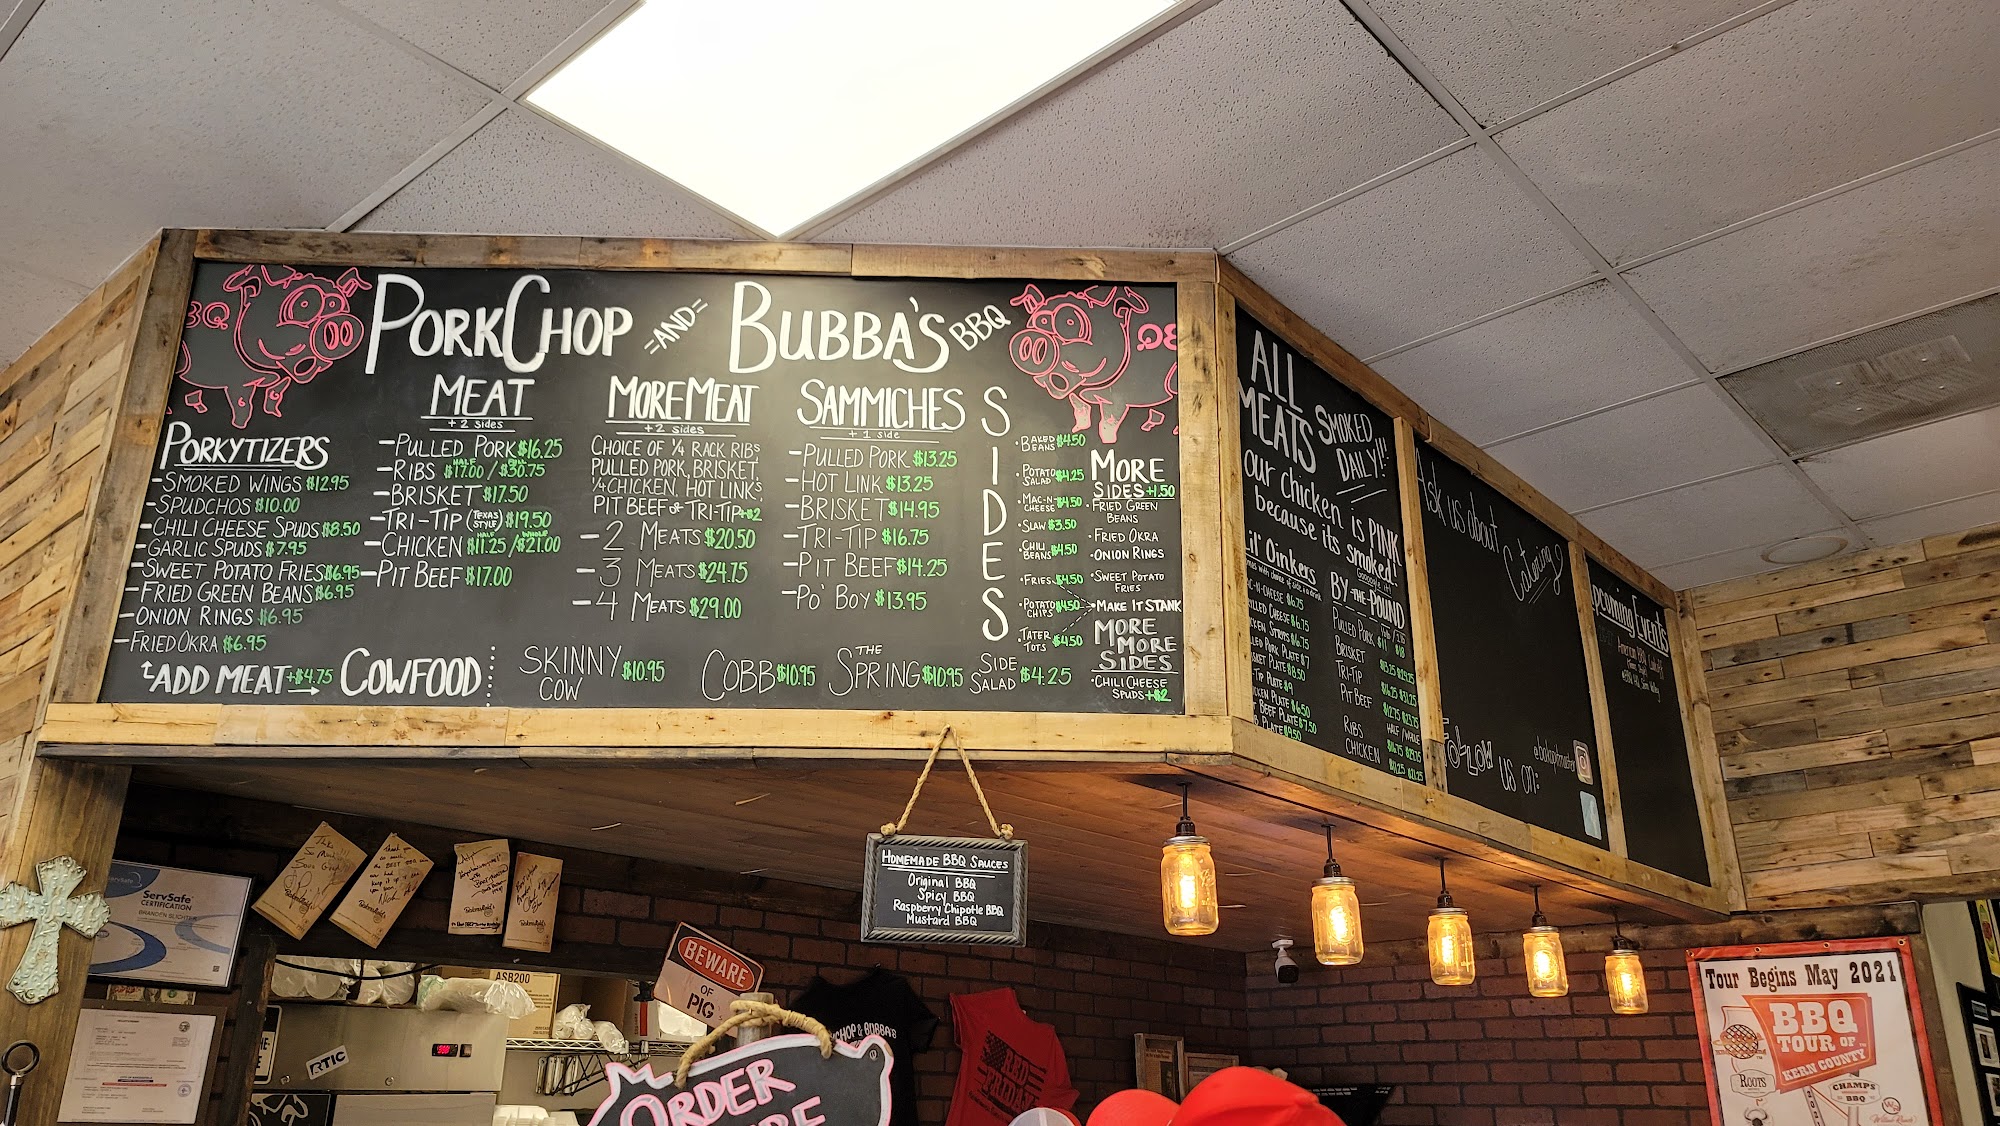 PORKCHOP =AND= BUBBA'S BBQ
PORKYTIZERS
-SMOKED WINGS $12.95
-SPUDCHOS $10.00
-CHILI CHEESE SPUDS $8.50
-GARLIC SPUDS $7.95
-SWEET POTATO FRIES $6.95
-FRIED GREEN BEANS $6.95
-ONION RINGS $6.95
-FRIED OKRA $6.95
ADD MEAT +$4.75
MEAT
+ 2 sides
-PULLED PORK $16.25
-RIBS HALF $17.00 / FULL $30.75
-BRISKET $17.50
-TRI-TIP (TEXAS STYLE) $19.50
-CHICKEN HALF $11.25 / WHOLE $21.00
-PIT BEEF $17.00
MORE MEAT
+ 2 sides
CHOICE OF 1/4 RACK RIBS
PULLED PORK, BRISKET,
1/4 CHICKEN, HOT LINK'S
PIT BEEF or TRI-TIP +$2
-2 MEATS $20.50
-3 MEATS $24.75
-4 MEATS $29.00
SAMMICHES
+ 1 side
-PULLED PORK $13.25
-HOT LINK $13.25
-BRISKET $14.95
-TRI-TIP $16.75
-PIT BEEF $14.25
-PO' BOY $13.95
SIDES
•BAKED BEANS $4.50
•POTATO SALAD $4.25
•MAC-N-CHEESE $4.50
•SLAW $3.50
•CHILI BEANS $4.50
•FRIES $4.50
•POTATO CHIPS $4.50
•TATER TOTS $4.50
MORE
SIDES +1.50
•FRIED GREEN
BEANS
•FRIED OKRA
•ONION RINGS
•SWEET POTATO
FRIES
•MAKE IT STANK
MORE
MORE
SIDES
•CHILI CHEESE
SPUDS +$2
COWFOOD
SKINNY COW $10.95
COBB $10.95
THE SPRING $10.95
SIDE SALAD $4.25
ALL
MEATS SMOKED
DAILY!!!
our chicken is PINK
because it's smoked!
Lil' Oinkers
BY-THE-POUND
PULLED PORK
BRISKET
TRI-TIP
PIT BEEF
RIBS HALF/WHOLE
CHICKEN
Ask us about
Catering
FOLLOW us on:
Upcoming Events
HOMEMADE BBQ SAUCES
Original BBQ
Spicy BBQ
Raspberry Chipotle BBQ
Mustard BBQ
ServSafe
CERTIFICATION
ASB200
BEWARE
OF
PIG
RTIC
ORDER
RED
FRIDAY
Tour Begins May 2021
BBQ
TOUR OF
KERN COUNTY
ROOTS
CHAMPS
BBQ